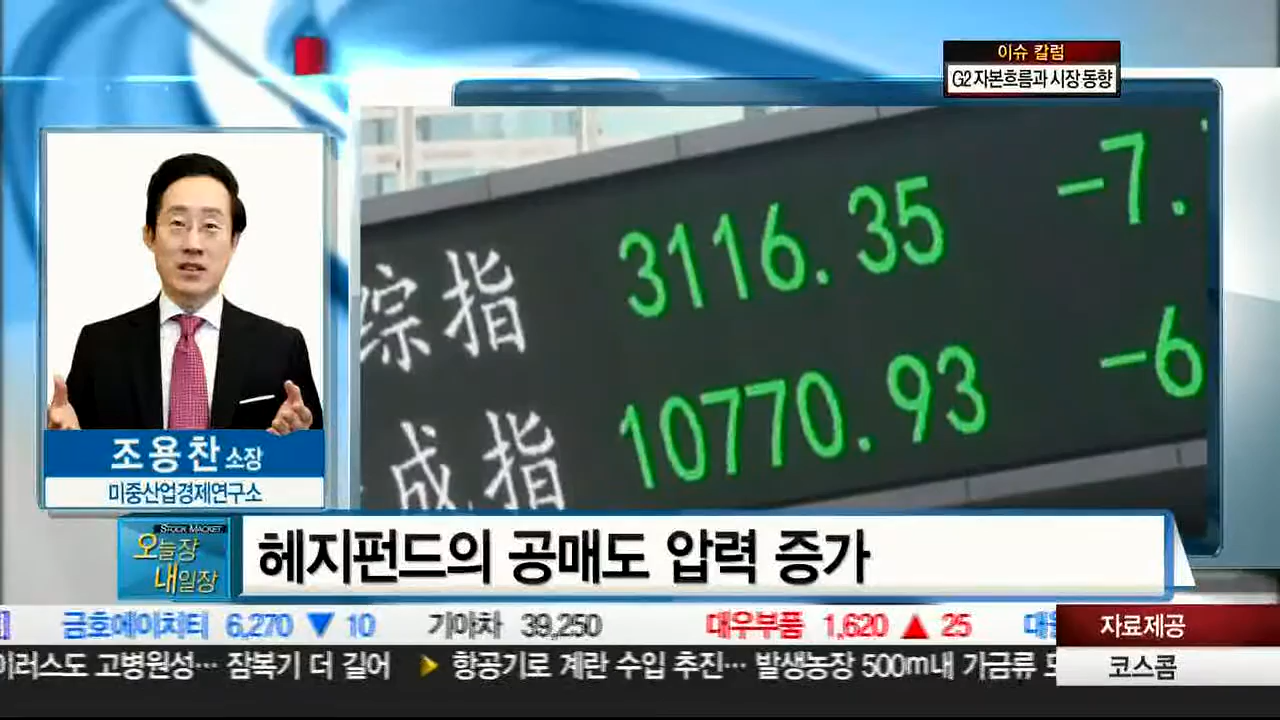 이슈 칼럼
G2 자본흐름과 시장 동향
综指 3116.35 -7.
成指 10770.93 -6
조용찬 소장
미중산업경제연구소
STOCK MARKET
오늘장
내일장
헤지펀드의 공매도 압력 증가
금호에이치티 6,270 ▼ 10 기아차 39,250 대우부품 1,620 ▲ 25
자료제공
이러스도 고병원성… 잠복기 더 길어 ▶ 항공기로 계란 수입 추진… 발생농장 500m내 가금류
코스콤